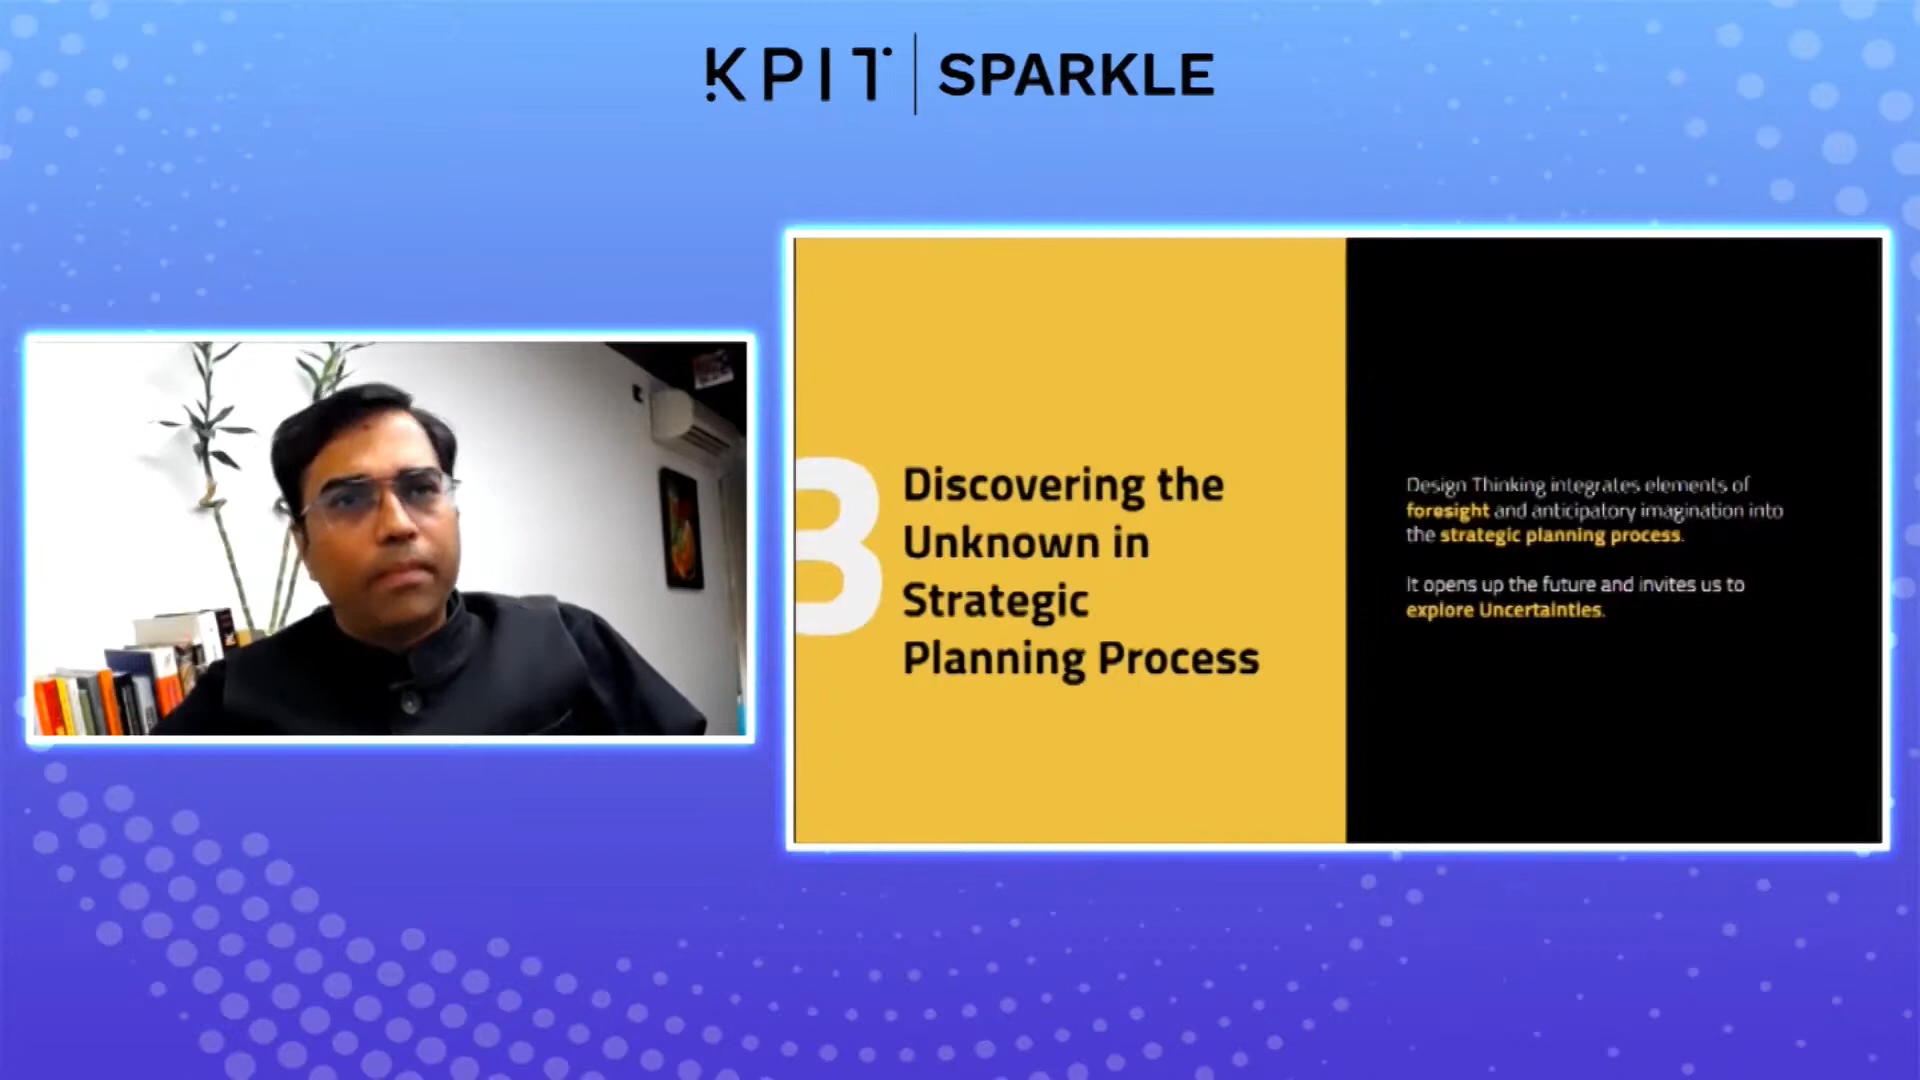 KPIT | SPARKLE
3
Discovering the
Unknown in
Strategic
Planning Process
Design Thinking integrates elements of
foresight and anticipatory imagination into
the strategic planning process.
It opens up the future and invites us to
explore Uncertainties.